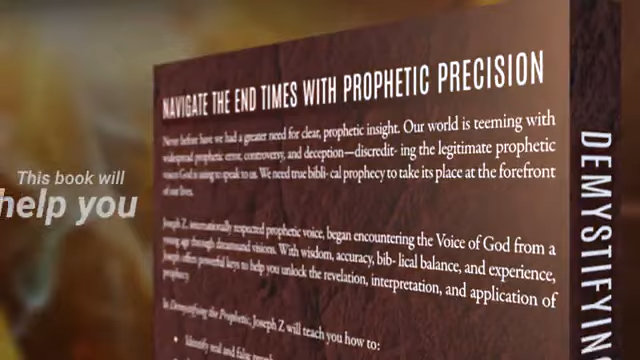 NAVIGATE THE END TIMES WITH PROPHETIC PRECISION
Never before have we had a greater need for clear, prophetic insight. Our world is teeming with
widespread prophetic error, controversy, and deception—discredit- ing the legitimate prophetic
voices God is using to speak to us. We need true bibli- cal prophecy to take its place at the forefront
of our lives.
Joseph Z, internationally respected prophetic voice, began encountering the Voice of God from a
young age through dreams and visions. With wisdom, accuracy, bib- lical balance, and experience,
Joseph offers powerful keys to help you unlock the revelation, interpretation, and application of
prophecy.
In Demystifying the Prophetic, Joseph Z will teach you how to:
• Identify real and false
This book will
help you
DEMYSTIFYING